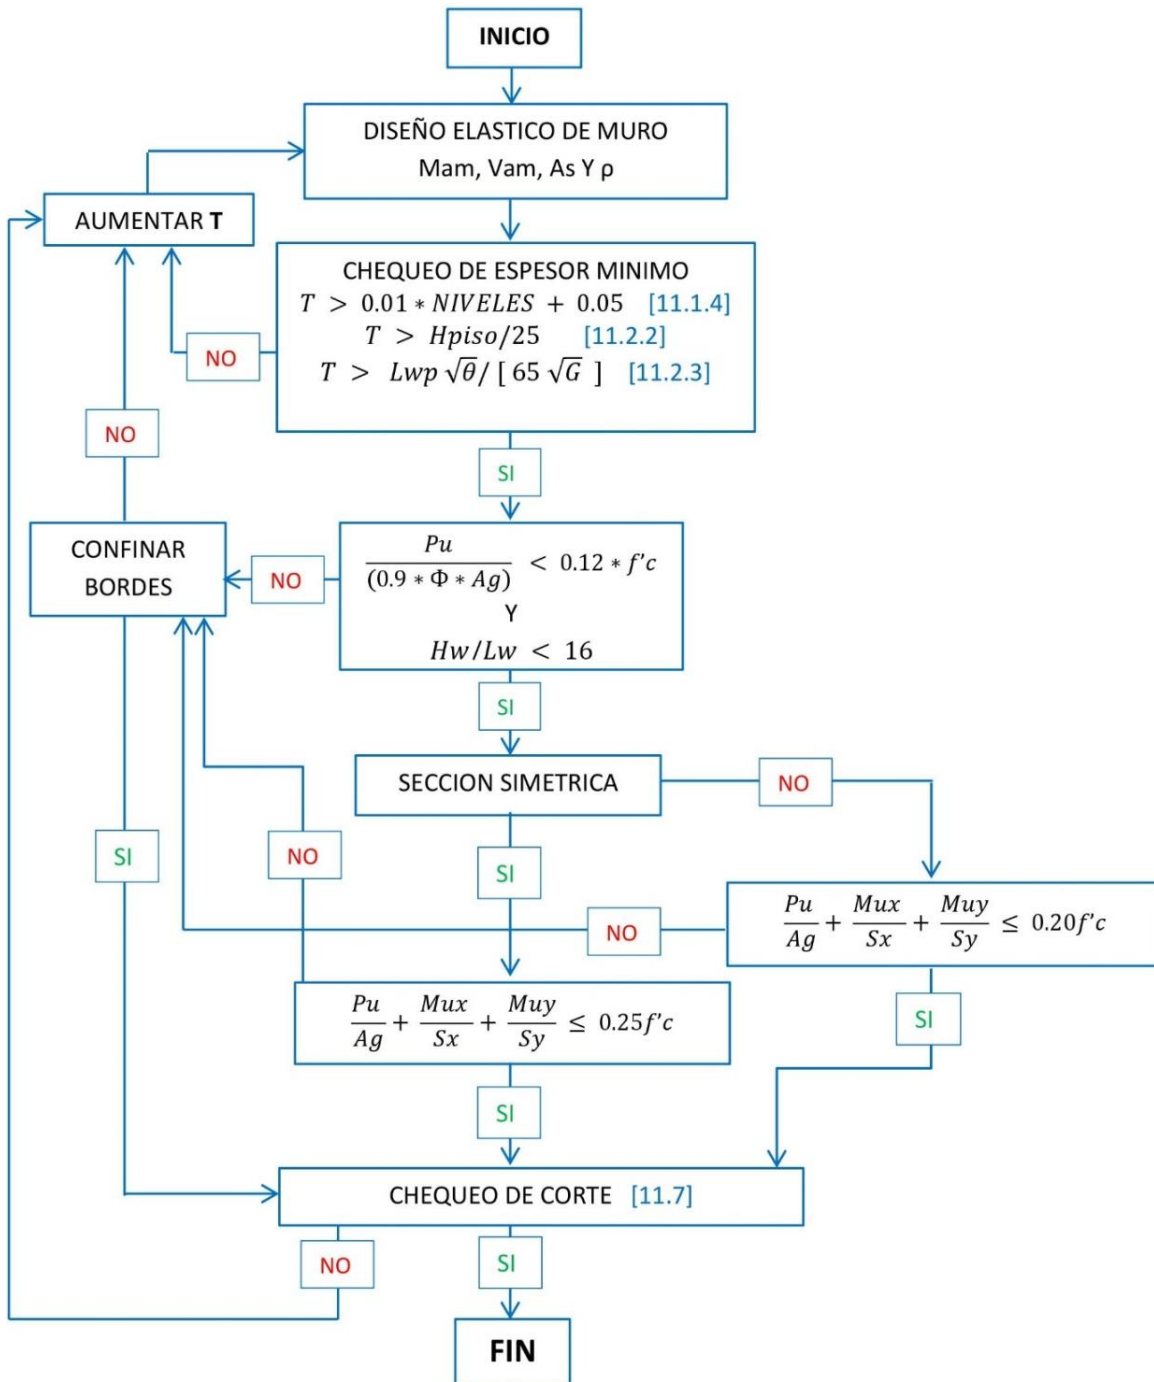 INICIO
DISEÑO ELASTICO DE MURO
Mam, Vam, As Y ρ
AUMENTAR T
CHEQUEO DE ESPESOR MINIMO
T > 0.01 * NIVELES + 0.05 [11.1.4]
T > Hpiso/25 [11.2.2]
T > Lwp √θ/ [ 65 √G ] [11.2.3]
NO
NO
SI
CONFINAR
BORDES
NO
Pu/(0.9 * Φ * Ag) < 0.12 * f'c
Y
Hw/Lw < 16
SI
SECCION SIMETRICA
NO
SI
NO
SI
Pu/Ag + Mux/Sx + Muy/Sy ≤ 0.20f'c
NO
Pu/Ag + Mux/Sx + Muy/Sy ≤ 0.25f'c
SI
SI
CHEQUEO DE CORTE [11.7]
NO
SI
FIN